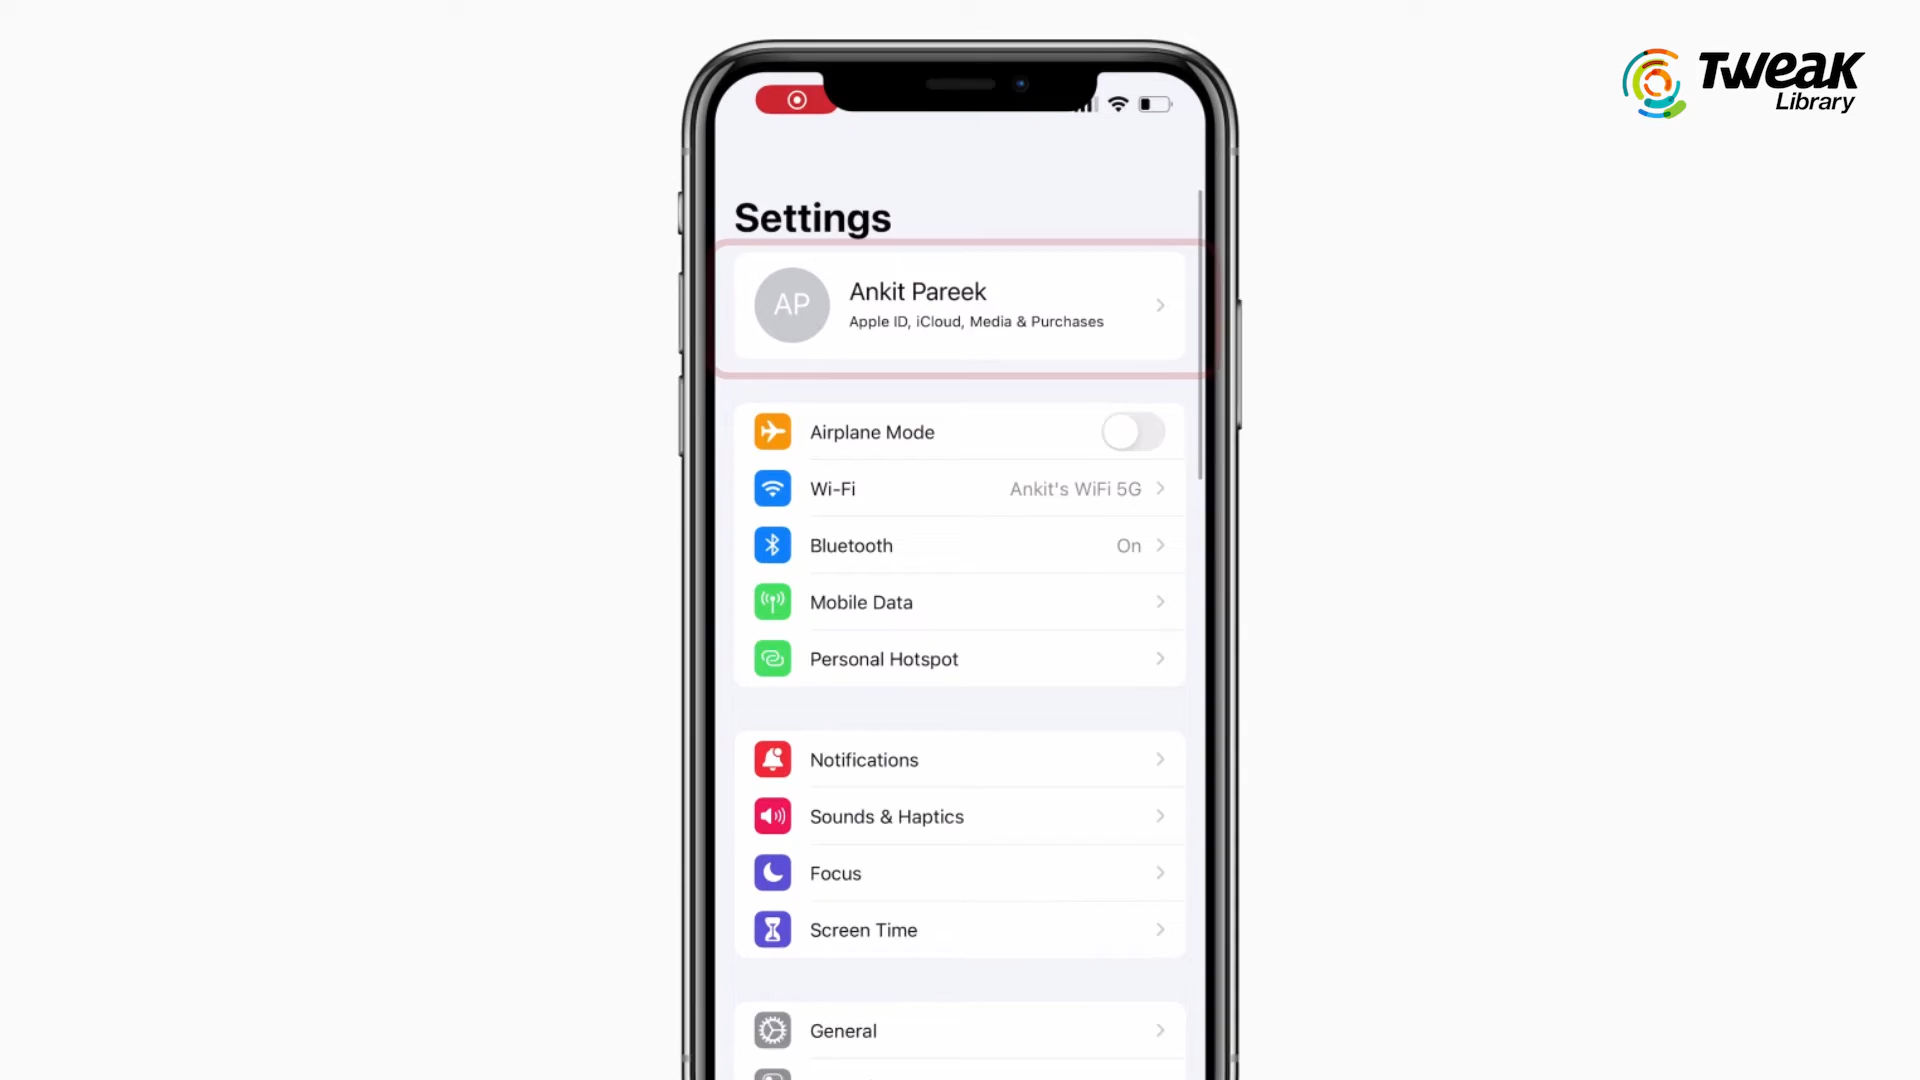 Tweak
Library
Settings
AP
Ankit Pareek
Apple ID, iCloud, Media & Purchases
Airplane Mode
Wi-Fi Ankit's WiFi 5G
Bluetooth On
Mobile Data
Personal Hotspot
Notifications
Sounds & Haptics
Focus
Screen Time
General